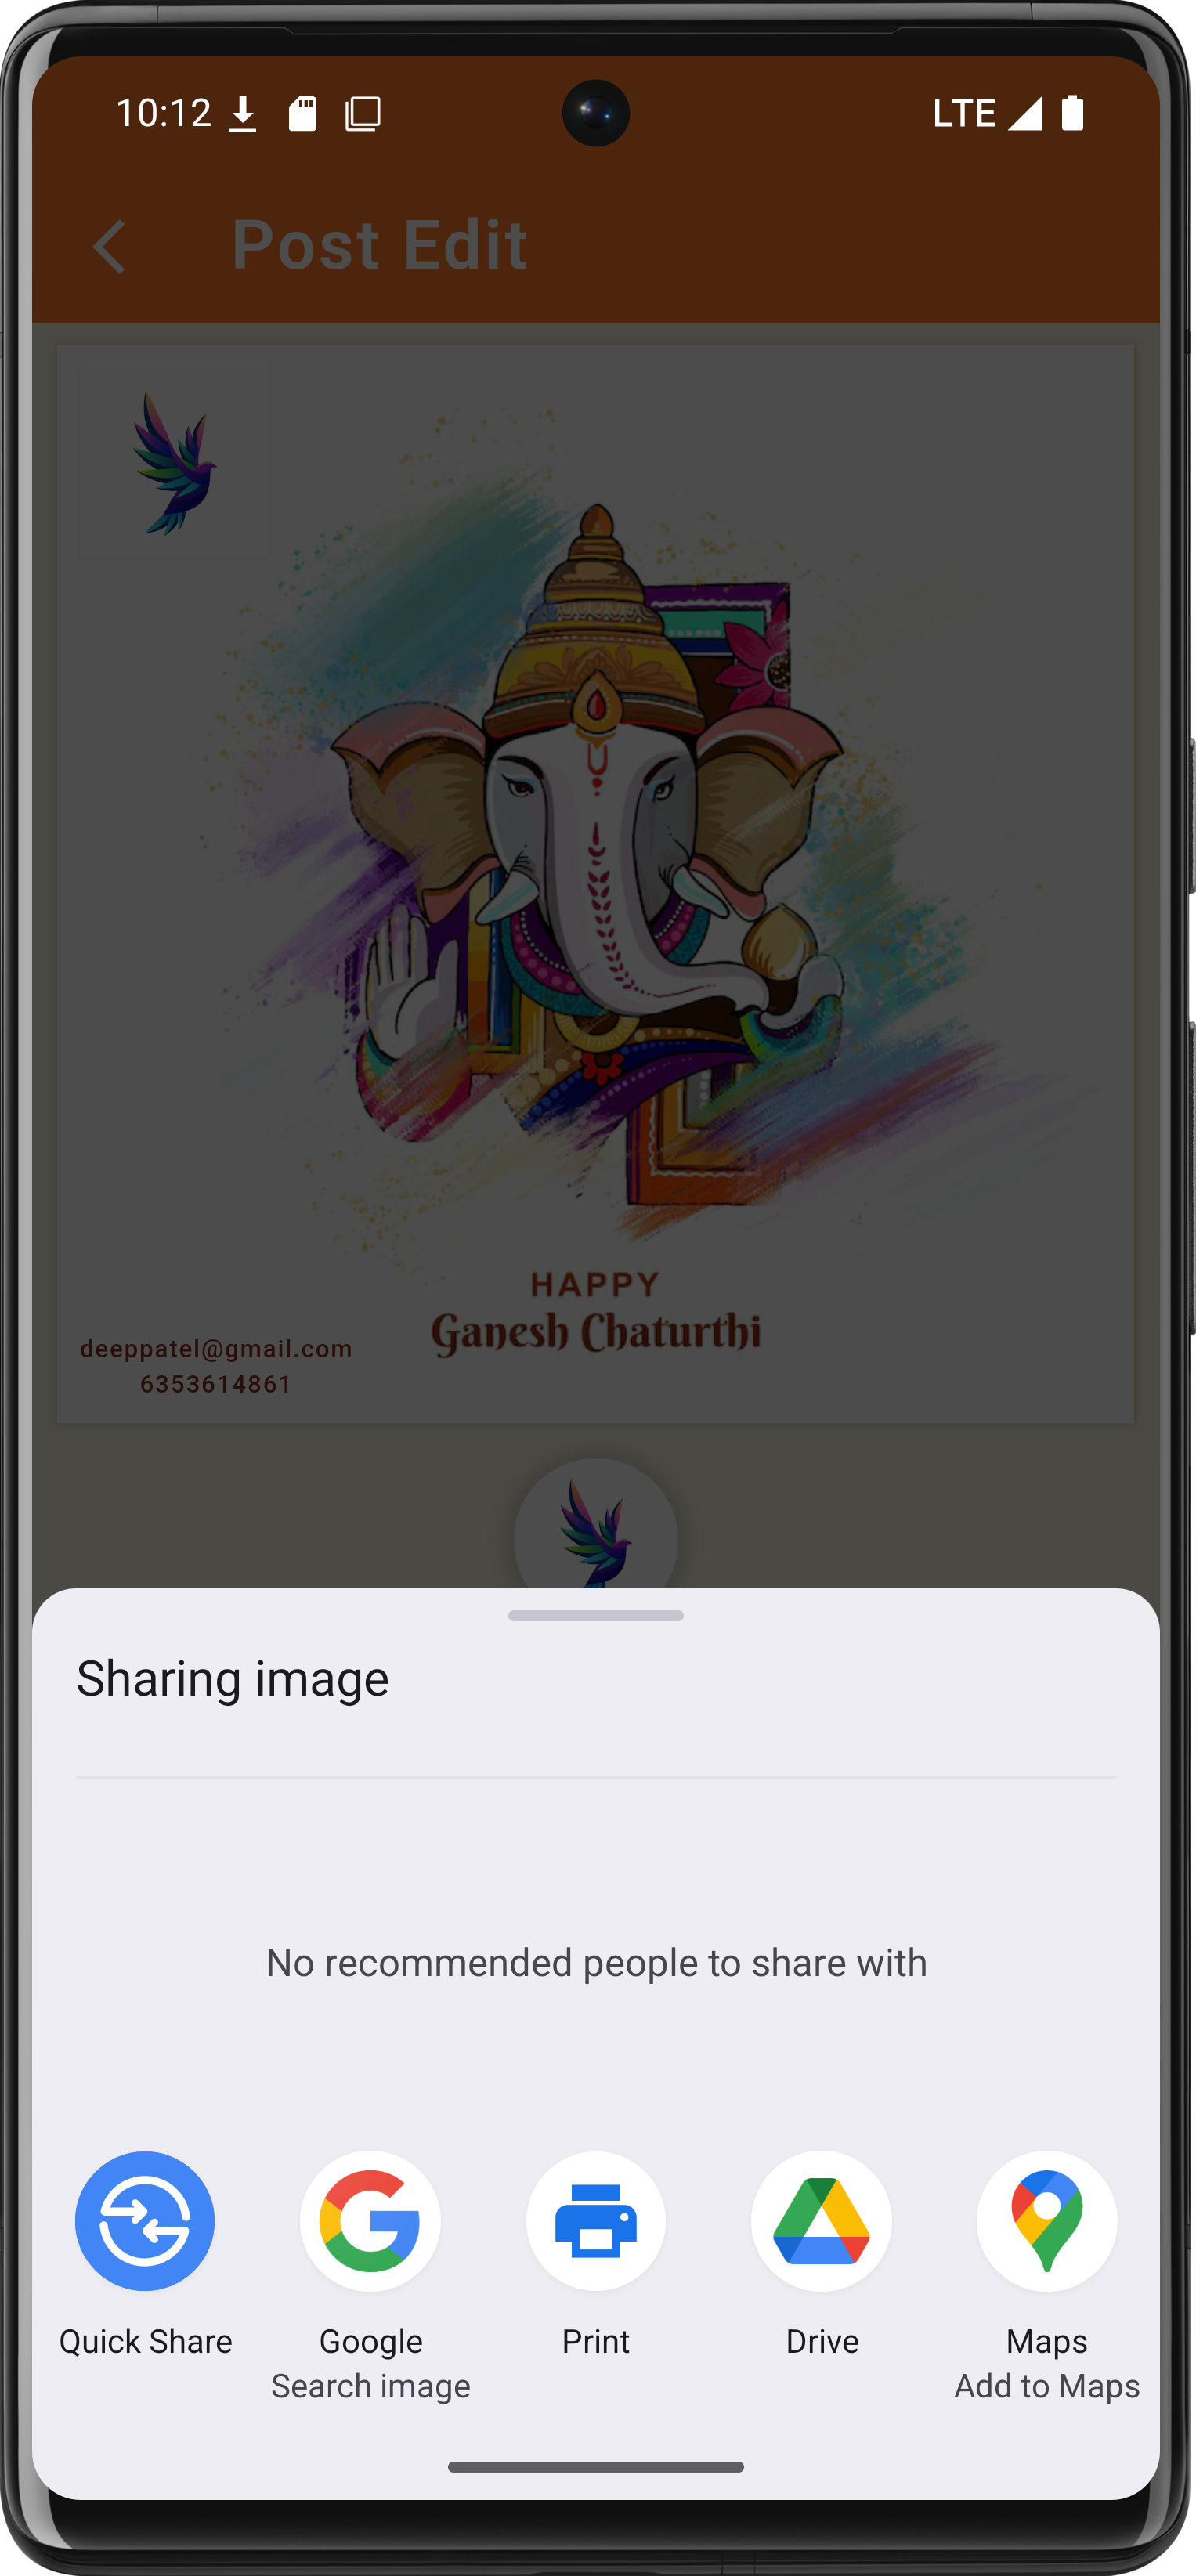 10:12
LTE
Post Edit
HAPPY
Ganesh Chaturthi
deeppatel@gmail.com
6353614861
Sharing image
No recommended people to share with
Quick Share
Google
Search image
Print
Drive
Maps
Add to Maps